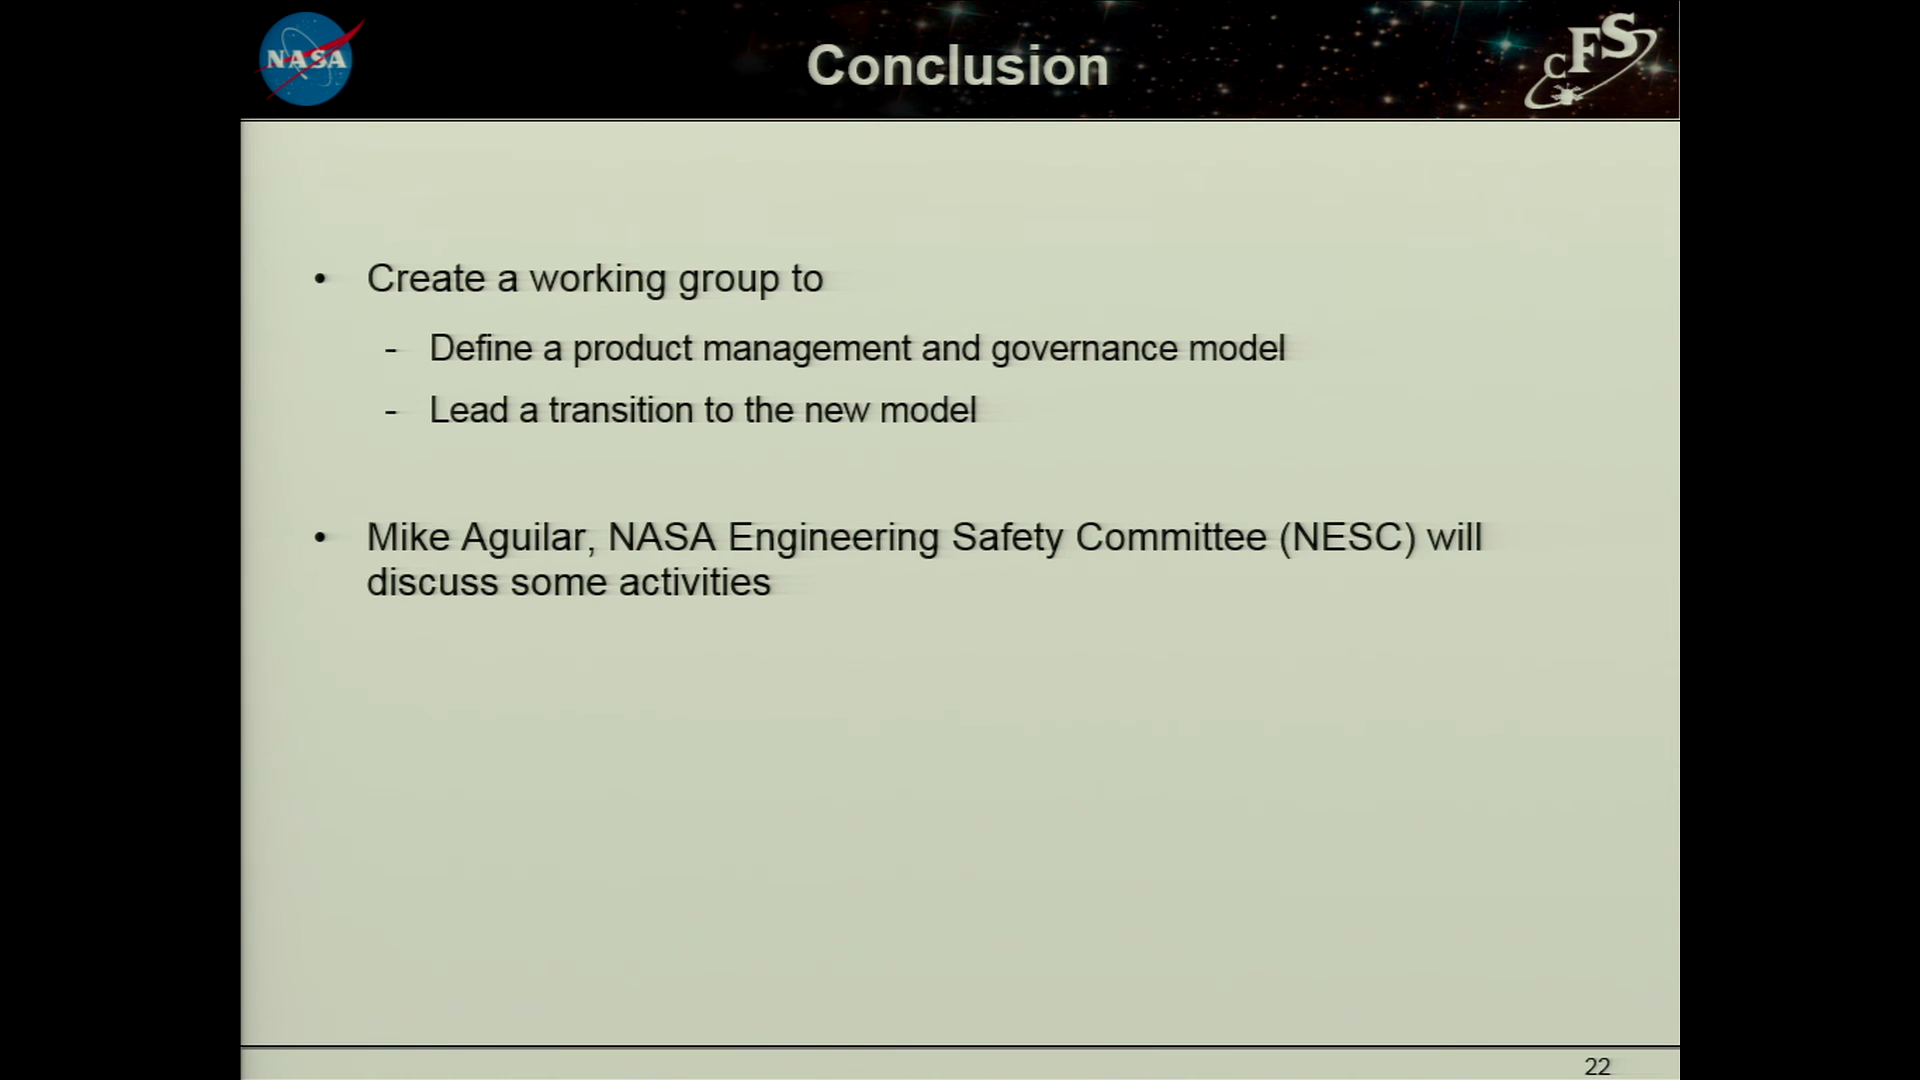 NASA
Conclusion
cFS
• Create a working group to
- Define a product management and governance model
- Lead a transition to the new model
• Mike Aguilar, NASA Engineering Safety Committee (NESC) will
discuss some activities
22